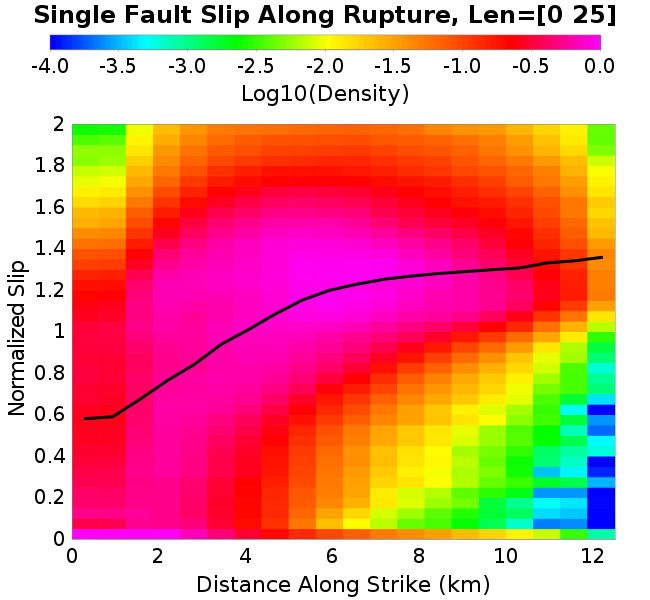 Single Fault Slip Along Rupture, Len=[0 25]
-4.0 -3.5 -3.0 -2.5 -2.0 -1.5 -1.0 -0.5 0.0
Log10(Density)
2
1.8
1.6
1.4
1.2
1
0.8
0.6
0.4
0.2
0
Normalized Slip
0 2 4 6 8 10 12
Distance Along Strike (km)